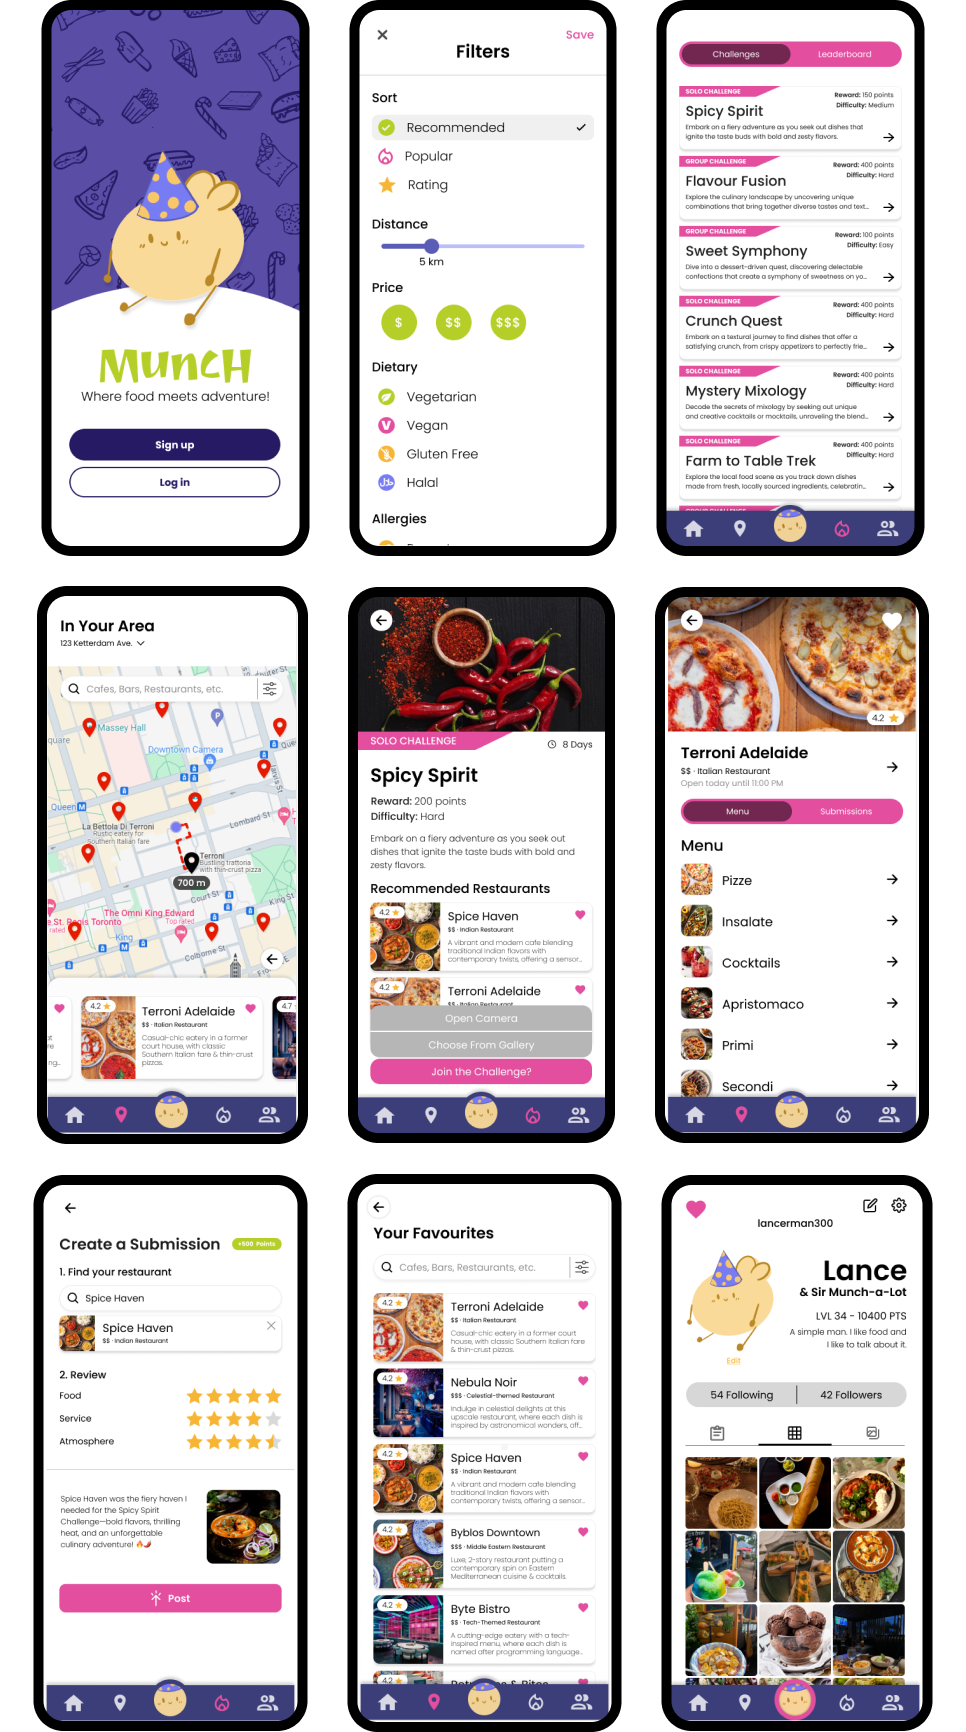 MUNCH
Where food meets adventure!
Sign up
Log in
Save
Filters
Sort
Recommended
Popular
Rating
Distance
5 km
Price
$ $$ $$$
Dietary
Vegetarian
Vegan
Gluten Free
Halal
Allergies
Challenges Leaderboard
SOLO CHALLENGE
Reward: 150 points
Spicy Spirit
Difficulty: Medium
Embark on a fiery adventure as you seek out dishes that
ignite the taste buds with bold and zesty flavors.
GROUP CHALLENGE
Reward: 400 points
Flavour Fusion
Difficulty: Hard
Explore the culinary landscape by uncovering unique
combinations that bring together diverse tastes and text...
GROUP CHALLENGE
Reward: 100 points
Sweet Symphony
Difficulty: Easy
Dive into a dessert-driven quest, discovering delectable
confections that create a symphony of sweetness on yo...
SOLO CHALLENGE
Reward: 400 points
Crunch Quest
Difficulty: Hard
Embark on a textural journey to find dishes that offer a
satisfying crunch, from crispy appetizers to perfectly frie...
SOLO CHALLENGE
Reward: 400 points
Mystery Mixology
Difficulty: Hard
Decode the secrets of mixology by seeking out unique
and creative cocktails or mocktails, unraveling the blend...
SOLO CHALLENGE
Reward: 400 points
Farm to Table Trek
Difficulty: Hard
Explore the local food scene as you track down dishes
made from fresh, locally sourced ingredients, celebratin...
In Your Area
123 Ketterdam Ave.
Cafes, Bars, Restaurants, etc.
Massey Hall
P
quare
Downtown Camera
Que
Jarvis St
Queen M
La Bettola Di Terroni
Rustic eatery for
Southern Italian fare
Lombard St
Terroni
Bustling trattoria
with thin-crust pizza
700 m
Court St
King St
The Omni King Edward
Top rated
e St. Regis Toronto
rated
King
M
Colborne St
4.2
Terroni Adelaide
$$ · Italian Restaurant
Casual-chic eatery in a former
court house, with classic
Southern Italian fare & thin-crust
pizzas.
4.7
SOLO CHALLENGE
8 Days
Spicy Spirit
Reward: 200 points
Difficulty: Hard
Embark on a fiery adventure as you seek out
dishes that ignite the taste buds with bold and
zesty flavors.
Recommended Restaurants
4.2
Spice Haven
$$ · Indian Restaurant
A vibrant and modern cafe blending
traditional Indian flavors with
contemporary twists, offering a sensor...
4.2
Terroni Adelaide
$$ · Italian Restaurant
Open Camera
Choose From Gallery
Join the Challenge?
4.2
Terroni Adelaide
$$ · Italian Restaurant
Open today until 11:00 PM
Menu Submissions
Menu
Pizze
Insalate
Cocktails
Apristomaco
Primi
Secondi
Create a Submission +500 Points
1. Find your restaurant
Spice Haven
Spice Haven
$$ · Indian Restaurant
2. Review
Food
Service
Atmosphere
Spice Haven was the fiery haven I
needed for the Spicy Spirit
Challenge—bold flavors, thrilling
heat, and an unforgettable
culinary adventure! 🔥🌶️
Post
Your Favourites
Cafes, Bars, Restaurants, etc.
4.2
Terroni Adelaide
$$ · Italian Restaurant
Casual-chic eatery in a former court
house, with classic Southern Italian fare
& thin-crust pizzas.
4.2
Nebula Noir
$$$ · Celestial-themed Restaurant
Indulge in celestial delights at this
upscale restaurant, where each dish is
inspired by astronomical wonders, off...
4.2
Spice Haven
$$ · Indian Restaurant
A vibrant and modern cafe blending
traditional Indian flavors with
contemporary twists, offering a sensor...
4.2
Byblos Downtown
$$$ · Middle Eastern Restaurant
Luxe, 2-story restaurant putting a
contemporary spin on Eastern
Mediterranean cuisine & cocktails.
4.2
Byte Bistro
$$ · Tech-Themed Restaurant
A cutting-edge eatery with a tech-
inspired menu, where each dish is
named after programming language...
4.2
lancerman300
Lance
& Sir Munch-a-Lot
LVL 34 - 10400 PTS
A simple man. I like food and
I like to talk about it.
Edit
54 Following 42 Followers